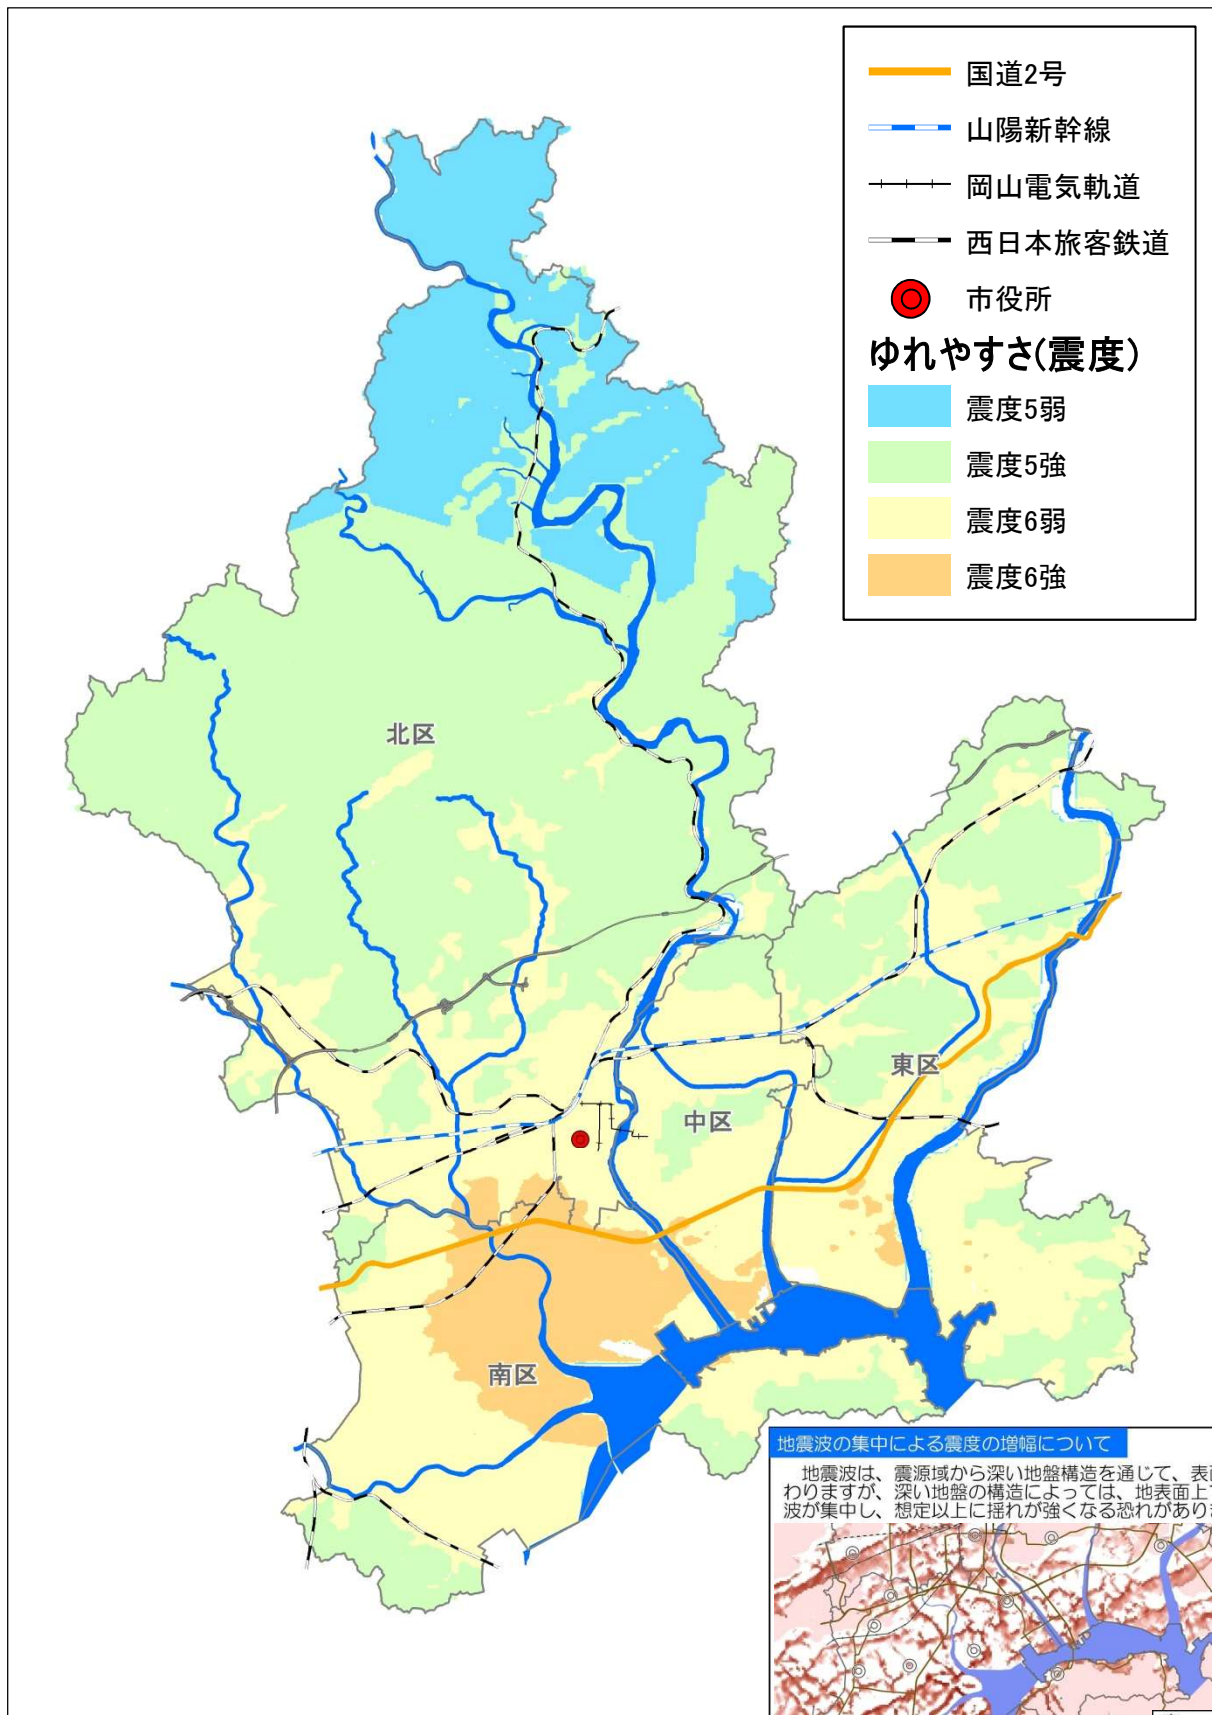 国道2号
山陽新幹線
岡山電気軌道
西日本旅客鉄道
市役所
ゆれやすさ(震度)
震度5弱
震度5強
震度6弱
震度6強
北区
東区
中区
南区
地震波の集中による震度の増幅について
地震波は、震源域から深い地盤構造を通じて、表
わりますが、深い地盤の構造によっては、地表面上
波が集中し、想定以上に揺れが強くなる恐れがあり